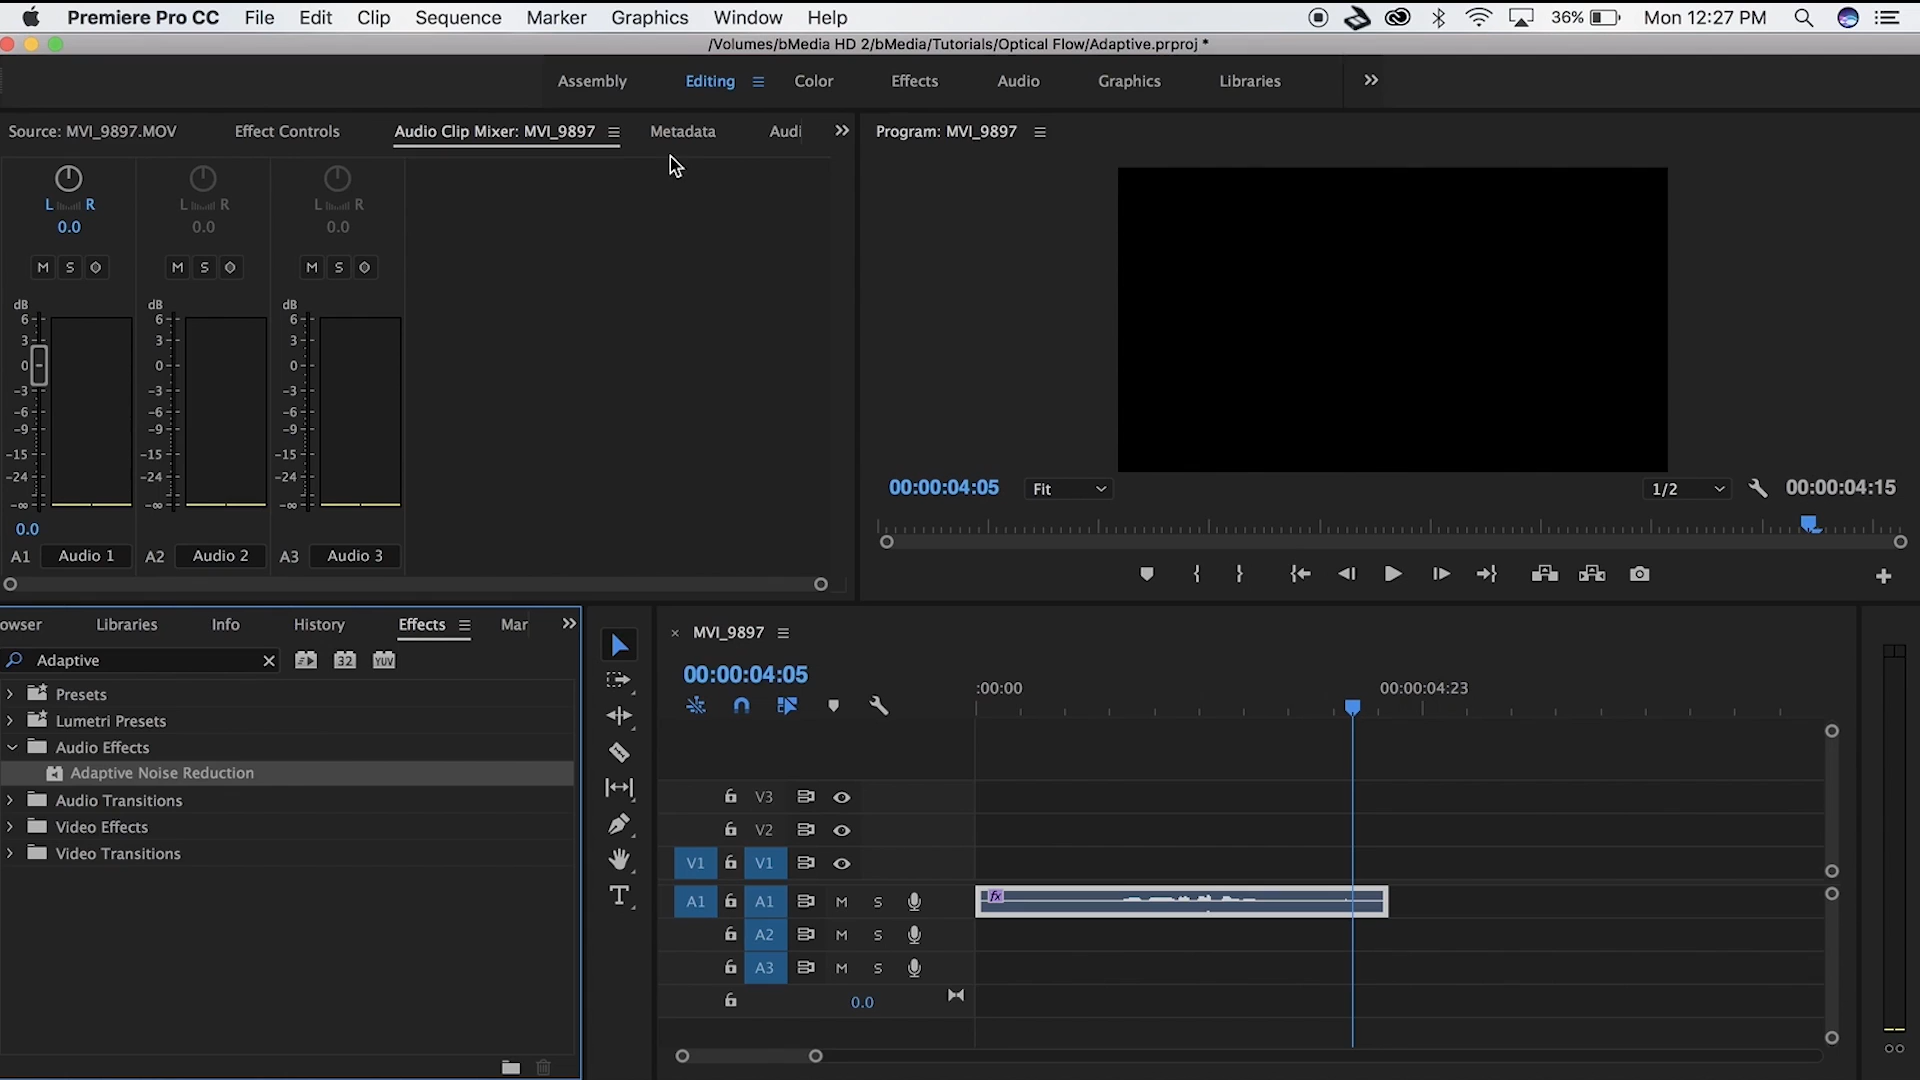 Premiere Pro CC File Edit Clip Sequence Marker Graphics Window Help 36% Mon 12:27 PM
/Volumes/bMedia HD 2/bMedia/Tutorials/Optical Flow/Adaptive.prproj *
Assembly Editing Color Effects Audio Graphics Libraries
Source: MVI_9897.MOV Effect Controls Audio Clip Mixer: MVI_9897 Metadata Audi
Program: MVI_9897
L R L R L R
0.0 0.0 0.0
M S M S M S
dB dB dB
6 6 6
3 3 3
0 0 0
-3 -3 -3
-6 -6 -6
-9 -9 -9
-15 -15 -15
-24 -24 -24
-∞ -∞ -∞
0.0
A1 Audio 1 A2 Audio 2 A3 Audio 3
00:00:04:05 Fit 1/2 00:00:04:15
owser Libraries Info History Effects Mar
Adaptive 32 YUV
Presets
Lumetri Presets
Audio Effects
Adaptive Noise Reduction
Audio Transitions
Video Effects
Video Transitions
MVI_9897
00:00:04:05
:00:00 00:00:04:23
V3
V2
V1 V1
A1 A1 M S fx
A2 M S
A3 M S
0.0